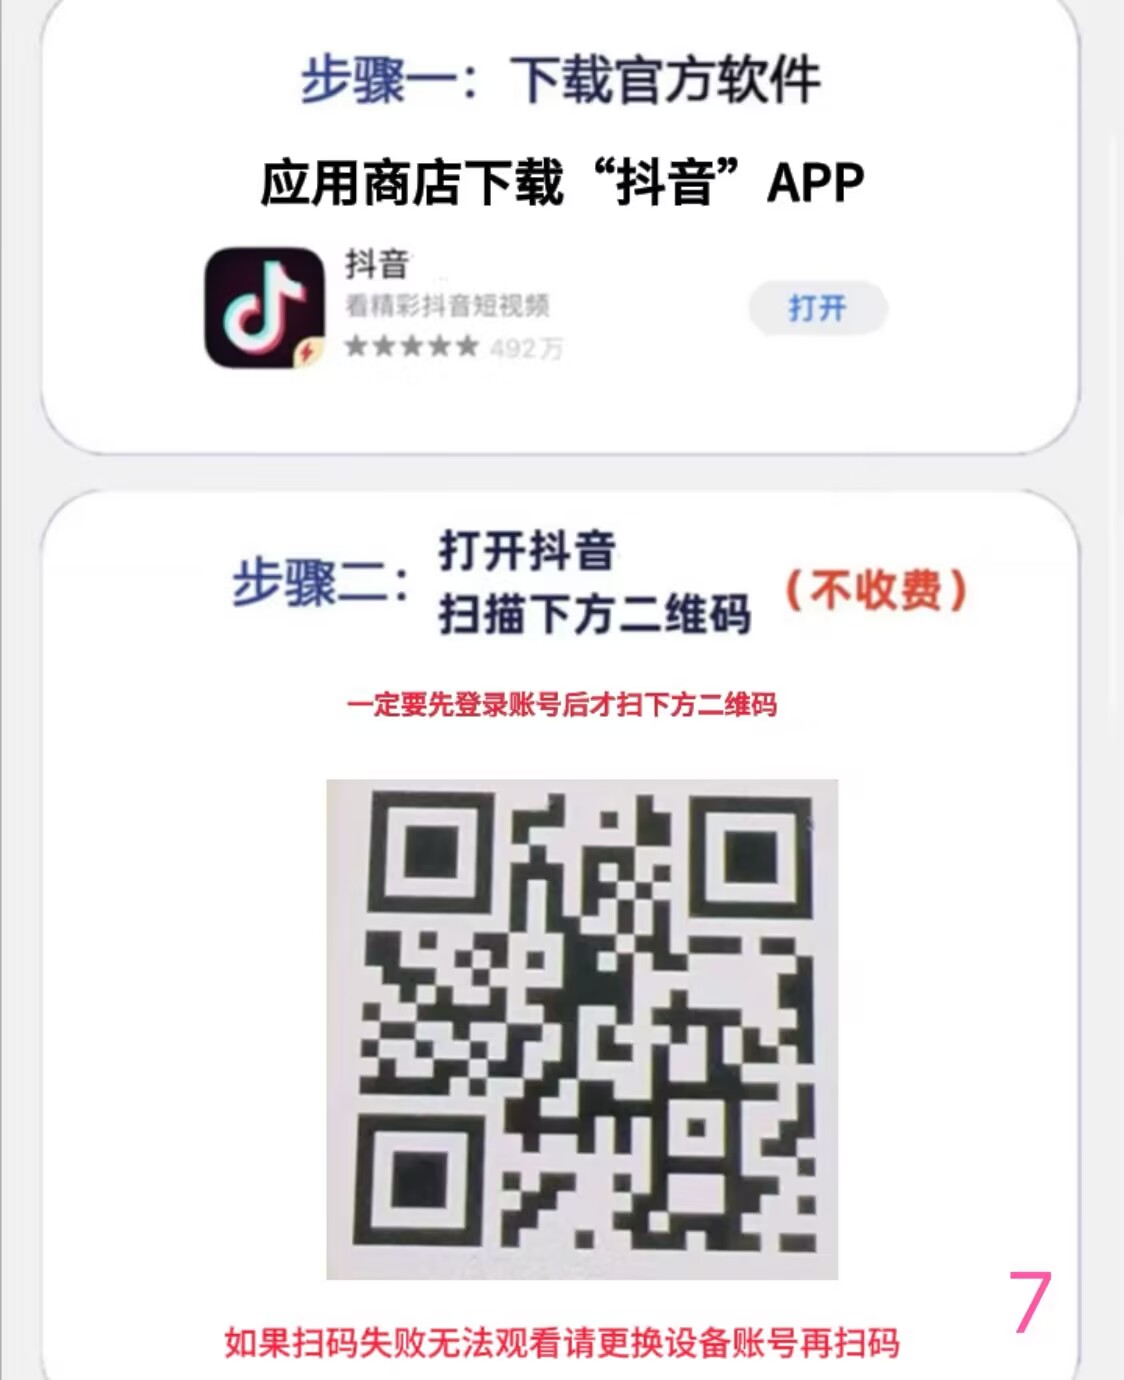 步骤一：下载官方软件
应用商店下载“抖音”APP
抖音
看精彩抖音短视频
打开
★★★★★ 492万
步骤二：
打开抖音
扫描下方二维码
（不收费）
一定要先登录账号后才扫下方二维码
7
如果扫码失败无法观看请更换设备账号再扫码